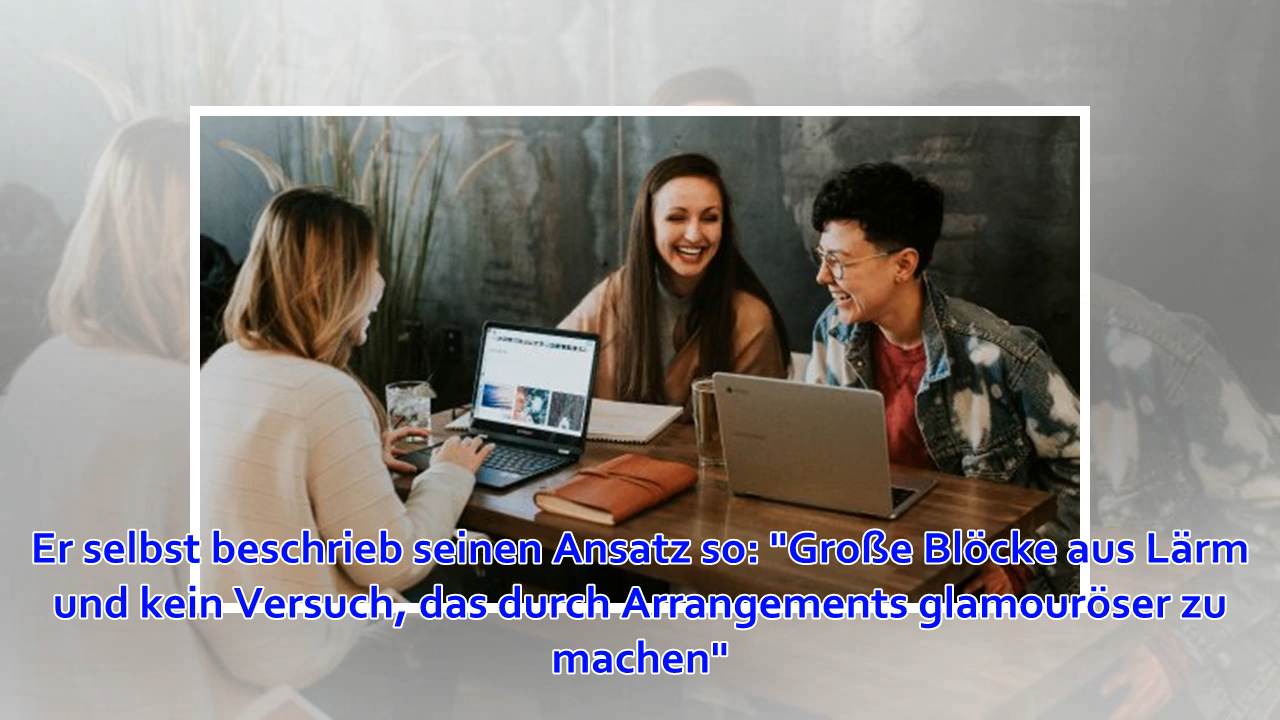 Er selbst beschrieb seinen Ansatz so: "Große Blöcke aus Lärm
und kein Versuch, das durch Arrangements glamouröser zu
machen"